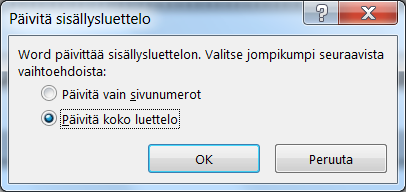 Päivitä sisällysluettelo
Word päivittää sisällysluettelon. Valitse jompikumpi seuraavista
vaihtoehdoista:
Päivitä vain sivunumerot
Päivitä koko luettelo
OK
Peruuta